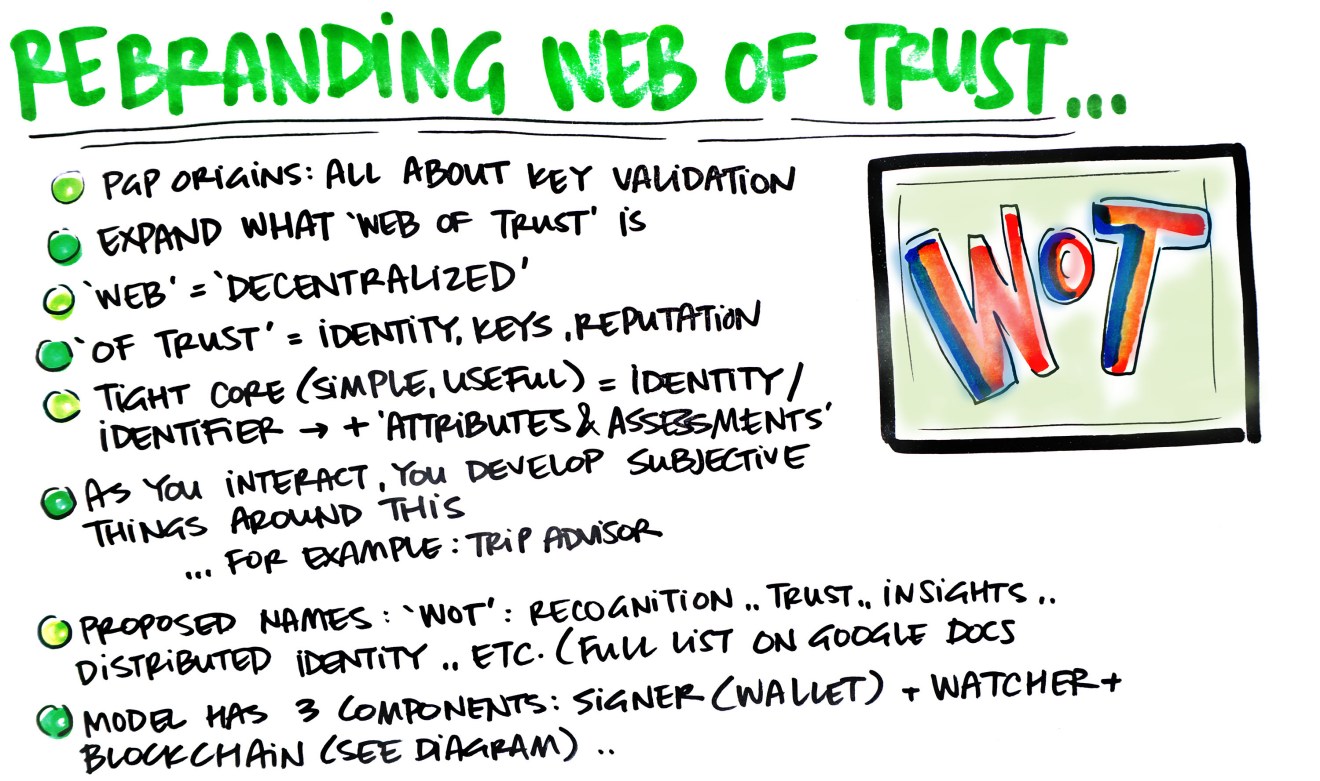 REBRANDING WEB OF TRUST...
PGP ORIGINS: ALL ABOUT KEY VALIDATION
EXPAND WHAT 'WEB OF TRUST' IS
'WEB' = 'DECENTRALIZED'
'OF TRUST' = IDENTITY, KEYS, REPUTATION
TIGHT CORE (SIMPLE, USEFUL) = IDENTITY/
IDENTIFIER → + 'ATTRIBUTES & ASSESSMENTS'
AS YOU INTERACT, YOU DEVELOP SUBJECTIVE
THINGS AROUND THIS
... FOR EXAMPLE: TRIP ADVISOR
PROPOSED NAMES: 'WOT': RECOGNITION .. TRUST.. INSIGHTS ..
DISTRIBUTED IDENTITY .. ETC. (FULL LIST ON GOOGLE DOCS
MODEL HAS 3 COMPONENTS: SIGNER (WALLET) + WATCHER +
BLOCKCHAIN (SEE DIAGRAM) ..
WOT